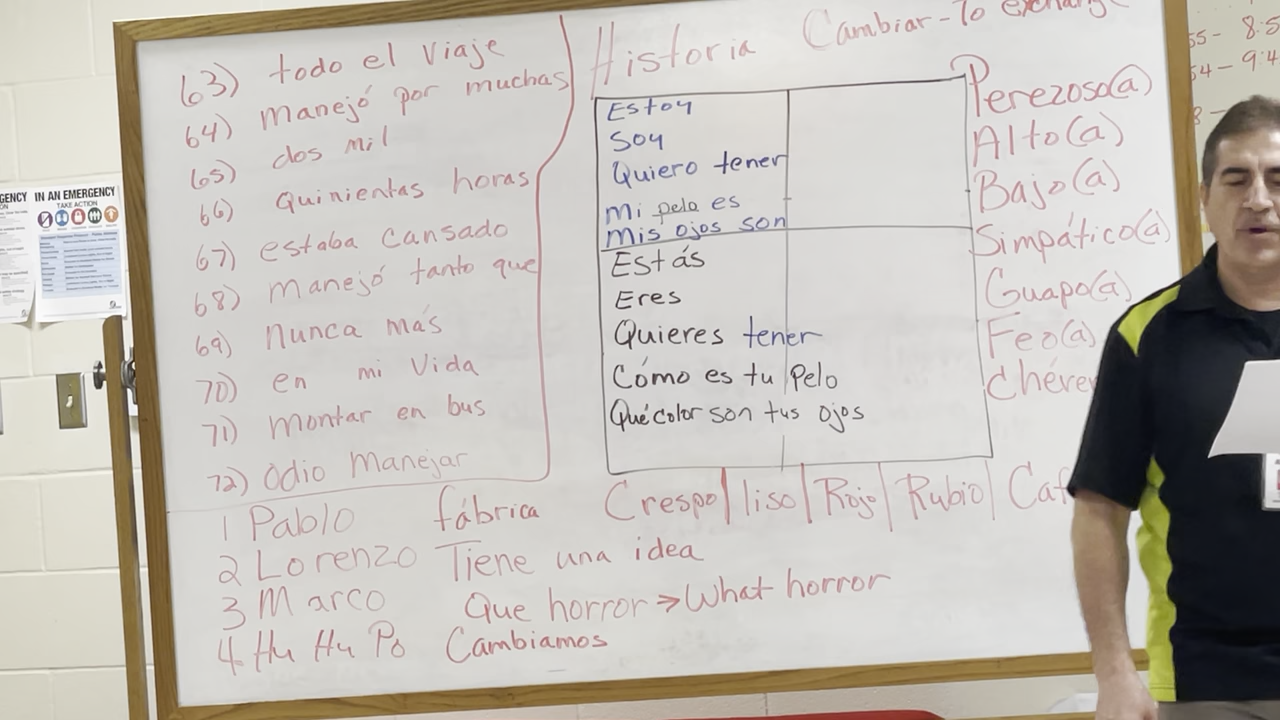 63) todo el Viaje
64) manejó por muchas
65) dos mil
66) quinientas horas
67) estaba Cansado
68) manejó tanto que
69) nunca más
70) en mi Vida
71) montar en bus
72) Odio Manejar
1 Pablo fábrica
2 Lorenzo Tiene una idea
3 Marco Que horror → What horror
4. Hu Hu Po Cambiamos
Historia Cambiar - To exchange
Estoy
Soy
Quiero tener
Mi pelo es
Mis ojos son
Estás
Eres
Quieres tener
Cómo es tu Pelo
Qué color son tus ojos
Perezoso(a)
Alto(a)
Bajo(a)
Simpático(a)
Guapo(a)
Feo(a)
Chévere
Crespo | liso | Rojo | Rubio | Caf
IN AN EMERGENCY
TAKE ACTION